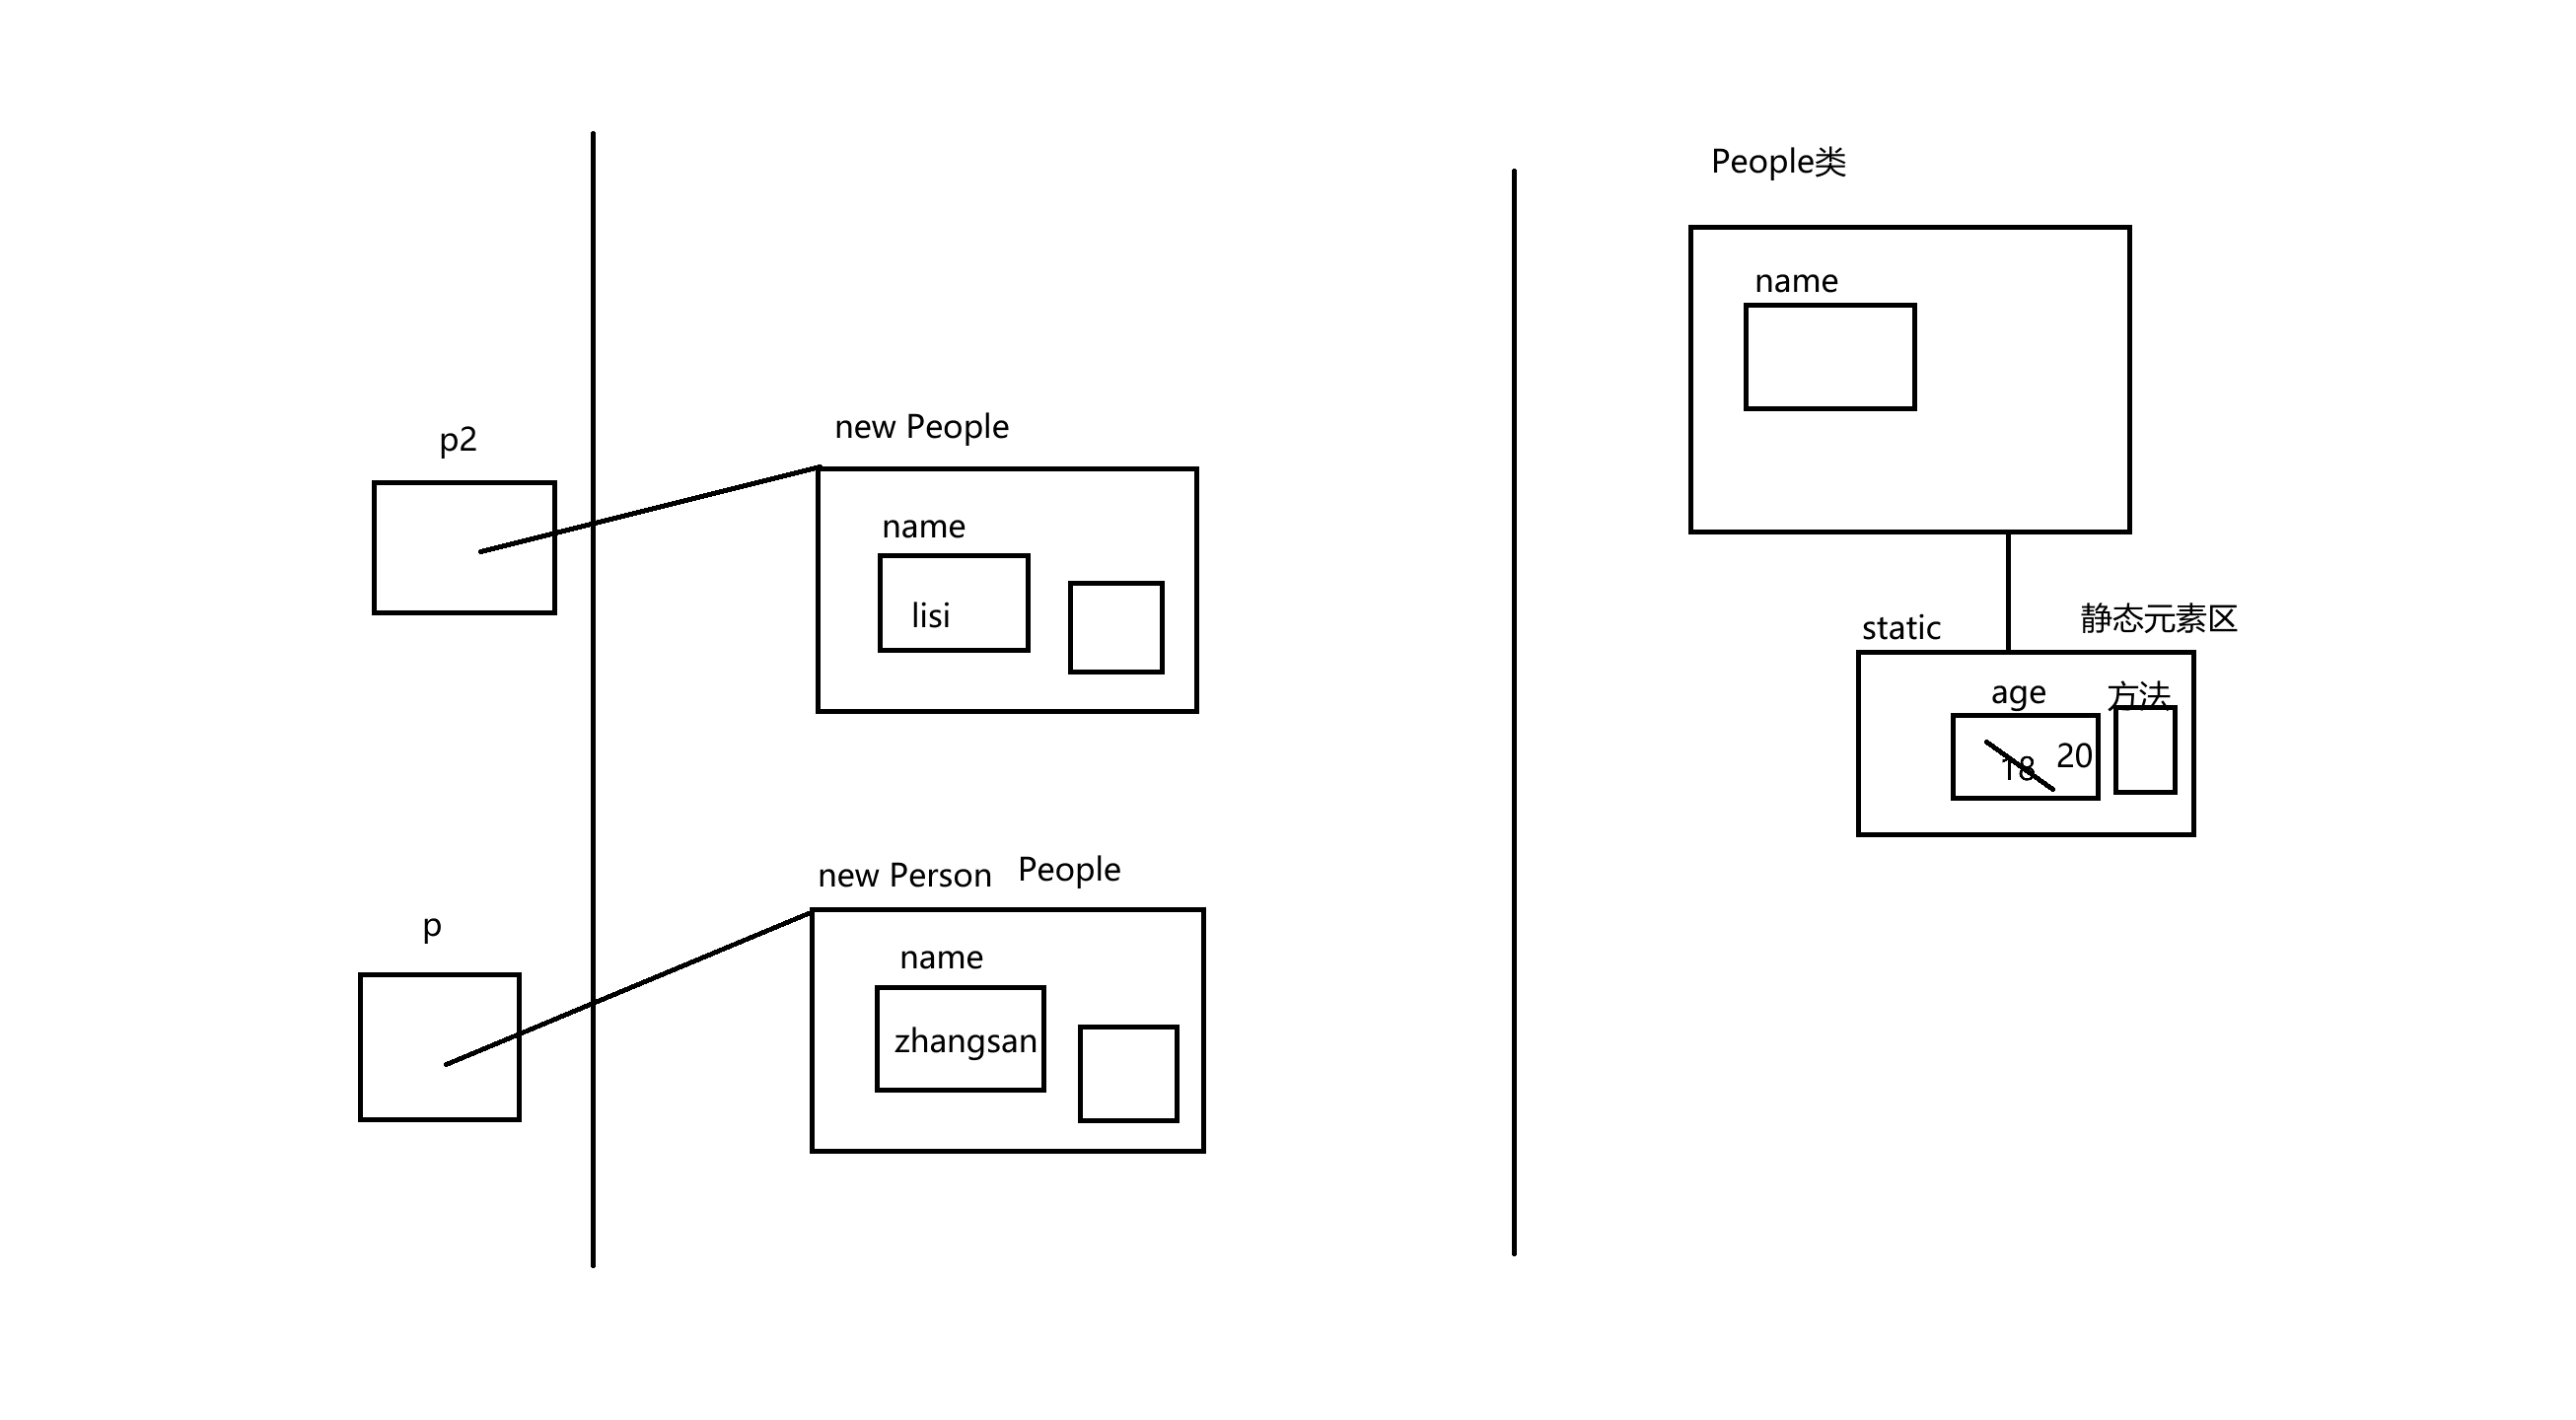 p2
new People
name
lisi
p
new Person People
name
zhangsan
People类
name
static
静态元素区
age
方法
18
20